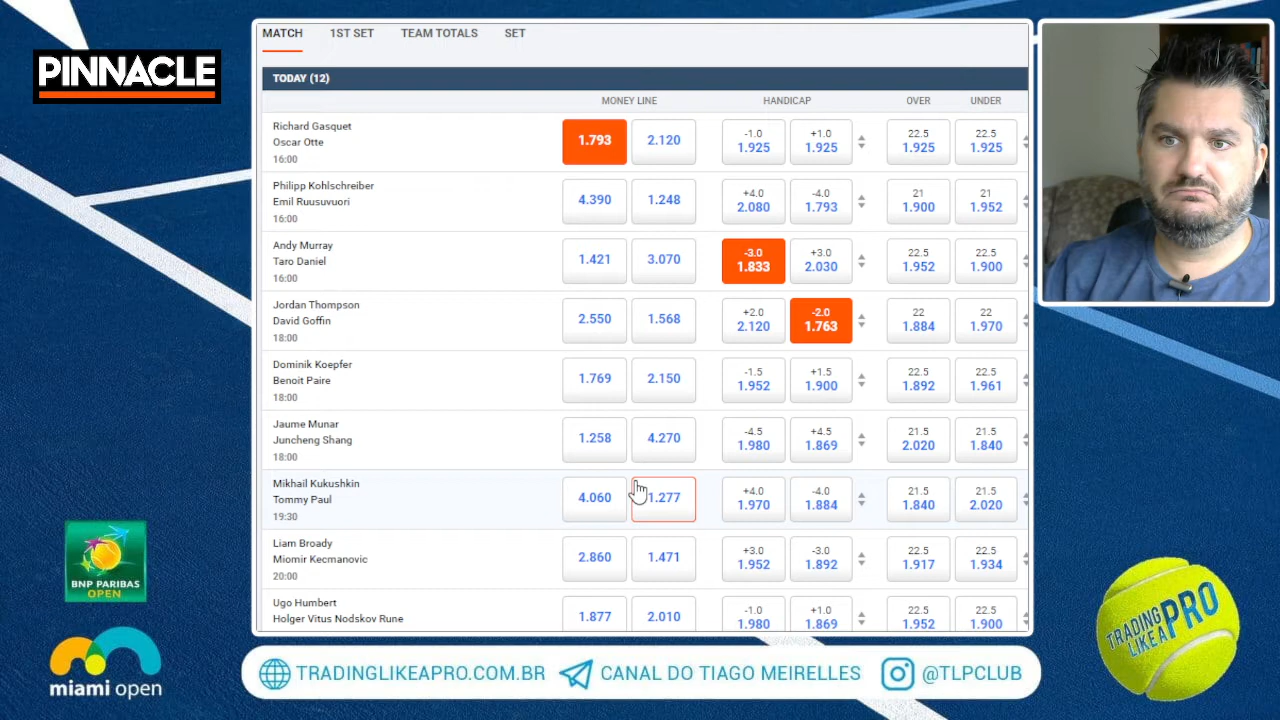 PINNACLE
MATCH 1ST SET TEAM TOTALS SET
TODAY (12)
MONEY LINE HANDICAP OVER UNDER
Richard Gasquet
Oscar Otte
16:00
1.793 2.120 -1.0 1.925 +1.0 1.925 22.5 1.925 22.5 1.925
Philipp Kohlschreiber
Emil Ruusuvuori
16:00
4.390 1.248 +4.0 2.080 -4.0 1.793 21 1.900 21 1.952
Andy Murray
Taro Daniel
16:00
1.421 3.070 -3.0 1.833 +3.0 2.030 22.5 1.952 22.5 1.900
Jordan Thompson
David Goffin
18:00
2.550 1.568 +2.0 2.120 -2.0 1.763 22 1.884 22 1.970
Dominik Koepfer
Benoit Paire
18:00
1.769 2.150 -1.5 1.952 +1.5 1.900 22.5 1.892 22.5 1.961
Jaume Munar
Juncheng Shang
18:00
1.258 4.270 -4.5 1.980 +4.5 1.869 21.5 2.020 21.5 1.840
Mikhail Kukushkin
Tommy Paul
19:30
4.060 1.277 +4.0 1.970 -4.0 1.884 21.5 1.840 21.5 2.020
Liam Broady
Miomir Kecmanovic
20:00
2.860 1.471 +3.0 1.952 -3.0 1.892 22.5 1.917 22.5 1.934
Ugo Humbert
Holger Vitus Nodskov Rune
1.877 2.010 -1.0 1.980 +1.0 1.869 22.5 1.952 22.5 1.900
BNP PARIBAS
OPEN
miami open
TRADINGLIKEAPRO.COM.BR CANAL DO TIAGO MEIRELLES @TLPCLUB
TRADING
LIKE A PRO